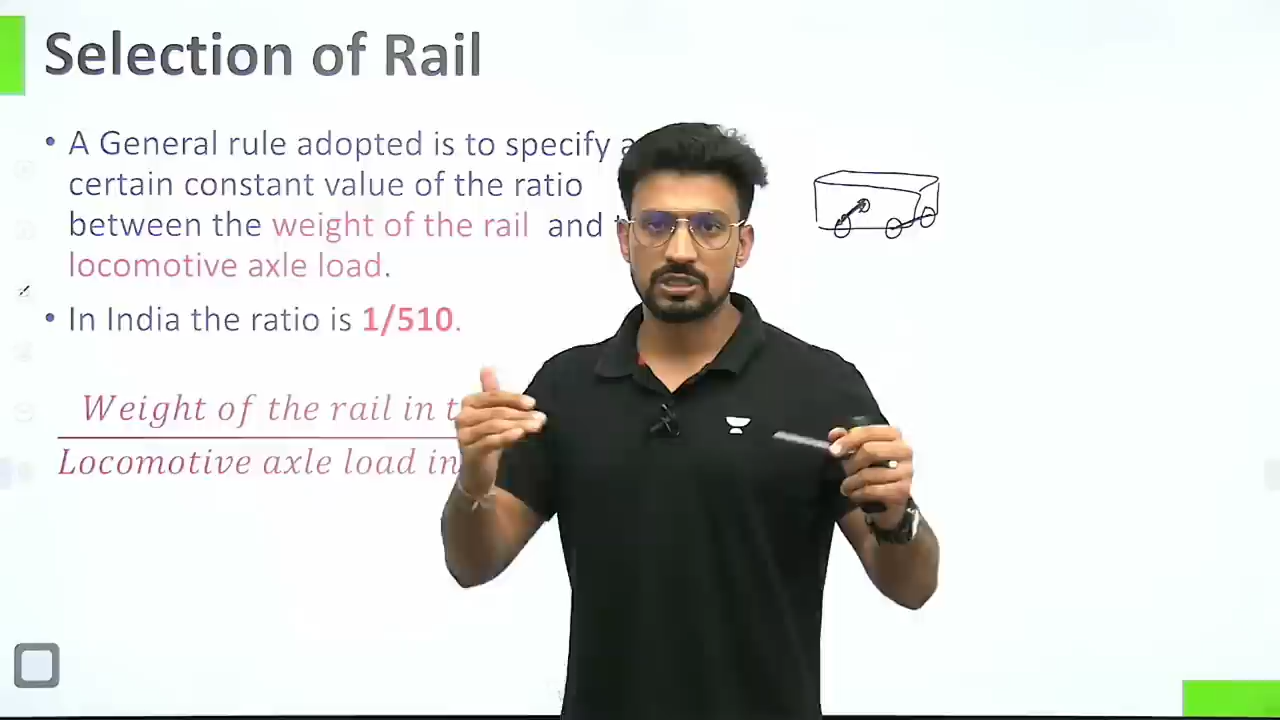 Selection of Rail
• A General rule adopted is to specify a
certain constant value of the ratio
between the weight of the rail and
locomotive axle load.
• In India the ratio is 1/510.
Weight of the rail in
Locomotive axle load in